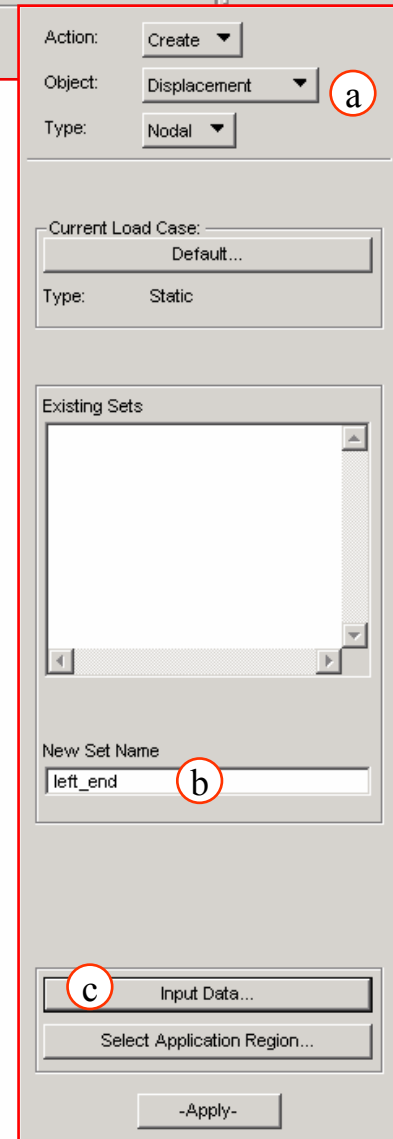 Action: Create
Object: Displacement
a
Type: Nodal
Current Load Case:
Default...
Type: Static
Existing Sets
New Set Name
left_end b
c Input Data...
Select Application Region...
-Apply-